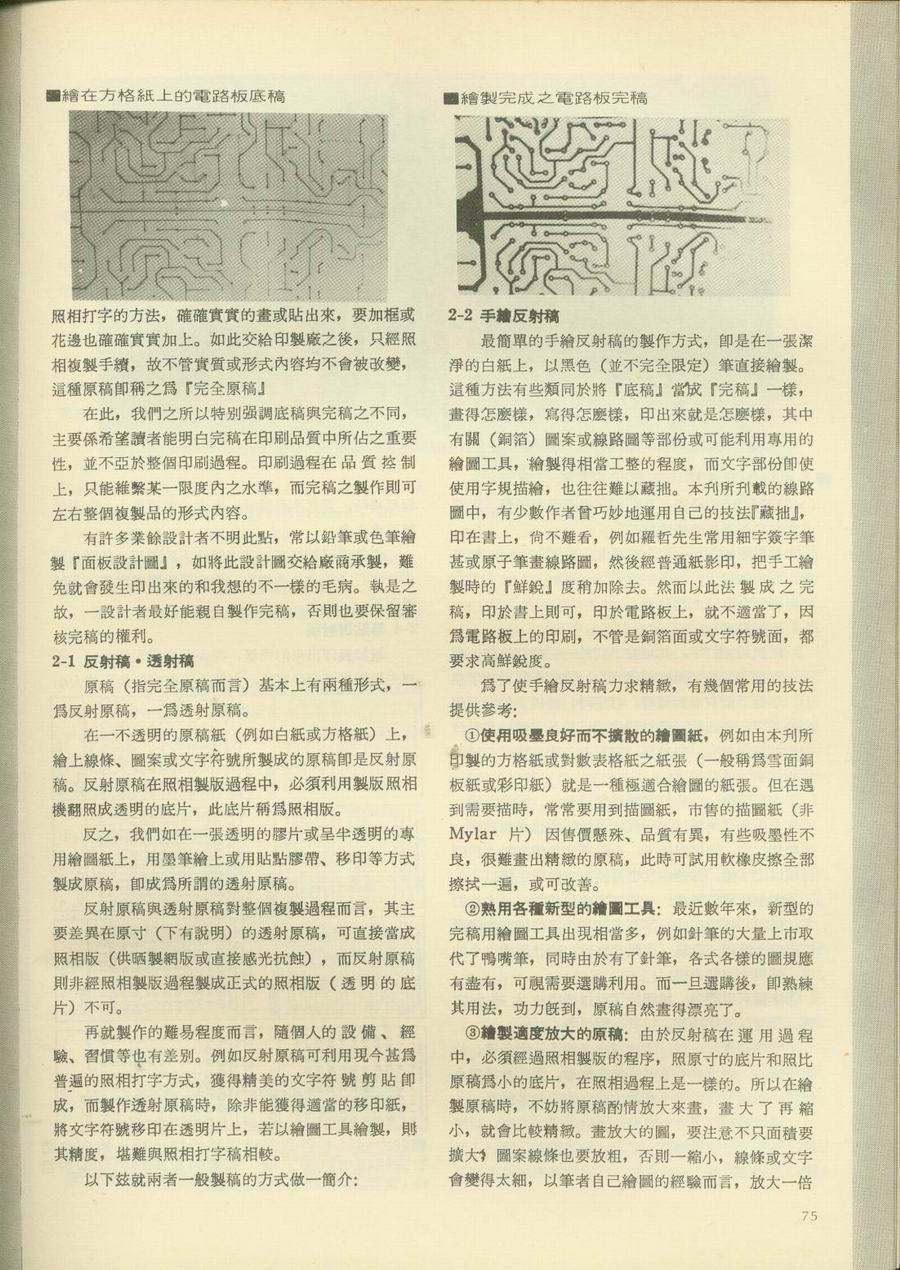 ■繪在方格紙上的電路板底稿
照相打字的方法，確確實實的畫或貼出來，要加框或
花邊也確確實實加上。如此交給印製廠之後，只經照
相複製手續，故不管實質或形式內容均不會被改變，
這種原稿卽稱之爲『完全原稿』
在此，我們之所以特别强調底稿與完稿之不同，
主要係希望讀者能明白完稿在印刷品質中所佔之重要
性，並不亞於整個印刷過程。印刷過程在品質控制
上，只能維繫某一限度內之水準，而完稿之製作則可
左右整個複製品的形式內容。
有許多業餘設計者不明此點，常以鉛筆或色筆繪
製『面板設計圖』，如將此設計圖交給廠商承製，難
免就會發生印出來的和我想的不一樣的毛病。執是之
故，一設計者最好能親自製作完稿，否則也要保留審
核完稿的權利。
2-1 反射稿•透射稿
原稿（指完全原稿而言）基本上有兩種形式，一
爲反射原稿，一爲透射原稿。
在一不透明的原稿紙（例如白紙或方格紙）上，
繪上線條、圖案或文字符號所製成的原稿卽是反射原
稿。反射原稿在照相製版過程中，必須利用製版照相
機翻照成透明的底片，此底片稱爲照相版。
反之，我們如在一張透明的膠片或呈半透明的專
用繪圖紙上，用墨筆繪上或用貼點膠帶、移印等方式
製成原稿，卽成爲所謂的透射原稿。
反射原稿與透射原稿對整個複製過程而言，其主
要差異在原寸（下有說明）的透射原稿，可直接當成
照相版（供晒製網版或直接感光抗蝕），而反射原稿
則非經照相製版過程製成正式的照相版（透明的底
片）不可。
再就製作的難易程度而言，隨個人的設備、經
驗、習慣等也有差别。例如反射原稿可利用現今甚爲
普遍的照相打字方式，獲得精美的文字符號剪貼卽
成，而製作透射原稿時，除非能獲得適當的移印紙，
將文字符號移印在透明片上，若以繪圖工具繪製，則
其精度，堪難與照相打字稿相較。
以下玆就兩者一般製稿的方式做一簡介：
■繪製完成之電路板完稿
2-2 手繪反射稿
最簡單的手繪反射稿的製作方式，卽是在一張潔
淨的白紙上，以黑色（並不完全限定）筆直接繪製。
這種方法有些類同於將『底稿』當成『完稿』一樣，
畫得怎麼樣，寫得怎麼樣，印出來就是怎麼樣，其中
有關（銅箔）圖案或線路圖等部份或可能利用專用的
繪圖工具，繪製得相當工整的程度，而文字部份卽使
使用字規描繪，也往往難以藏拙。本刊所刋載的線路
圖中，有少數作者曾巧妙地運用自己的技法『藏拙』，
印在書上，尙不難看，例如羅哲先生常用細字簽字筆
甚或原子筆畫線路圖，然後經普通紙影印，把手工繪
製時的『鮮銳』度稍加除去。然而以此法製成之完
稿，印於書上則可，印於電路板上，就不適當了，因
爲電路板上的印刷，不管是銅箔面或文字符號面，都
要求高鮮銳度。
爲了使手繪反射稿力求精緻，有幾個常用的技法
提供參考：
①使用吸墨良好而不擴散的繪圖紙，例如由本刋所
印製的方格紙或對數表格紙之紙張（一般稱爲雪面銅
板紙或彩印紙）就是一種極適合繪圖的紙張。但在遇
到需要描時，常常要用到描圖紙，市售的描圖紙（非
Mylar 片）因售價懸殊、品質有異，有些吸墨性不
良，很難畫出精緻的原稿，此時可試用軟橡皮擦全部
擦拭一遍，或可改善。
②熟用各種新型的繪圖工具：最近數年來，新型的
完稿用繪圖工具出現相當多，例如針筆的大量上市取
代了鴨嘴筆，同時由於有了針筆，各式各樣的圖規應
有盡有，可視需要選購利用。而一旦選購後，卽熟練
其用法，功力旣到，原稿自然畫得漂亮了。
③繪製適度放大的原稿：由於反射稿在運用過程
中，必須經過照相製版的程序，照原寸的底片和照比
原稿爲小的底片，在照相過程上是一樣的。所以在繪
製原稿時，不妨將原稿酌情放大來畫，畫大了再縮
小，就會比較精緻。畫放大的圖，要注意不只面積要
擴大，圖案線條也要放粗，否則一縮小，線條或文字
會變得太細，以筆者自己繪圖的經驗而言，放大一倍
75